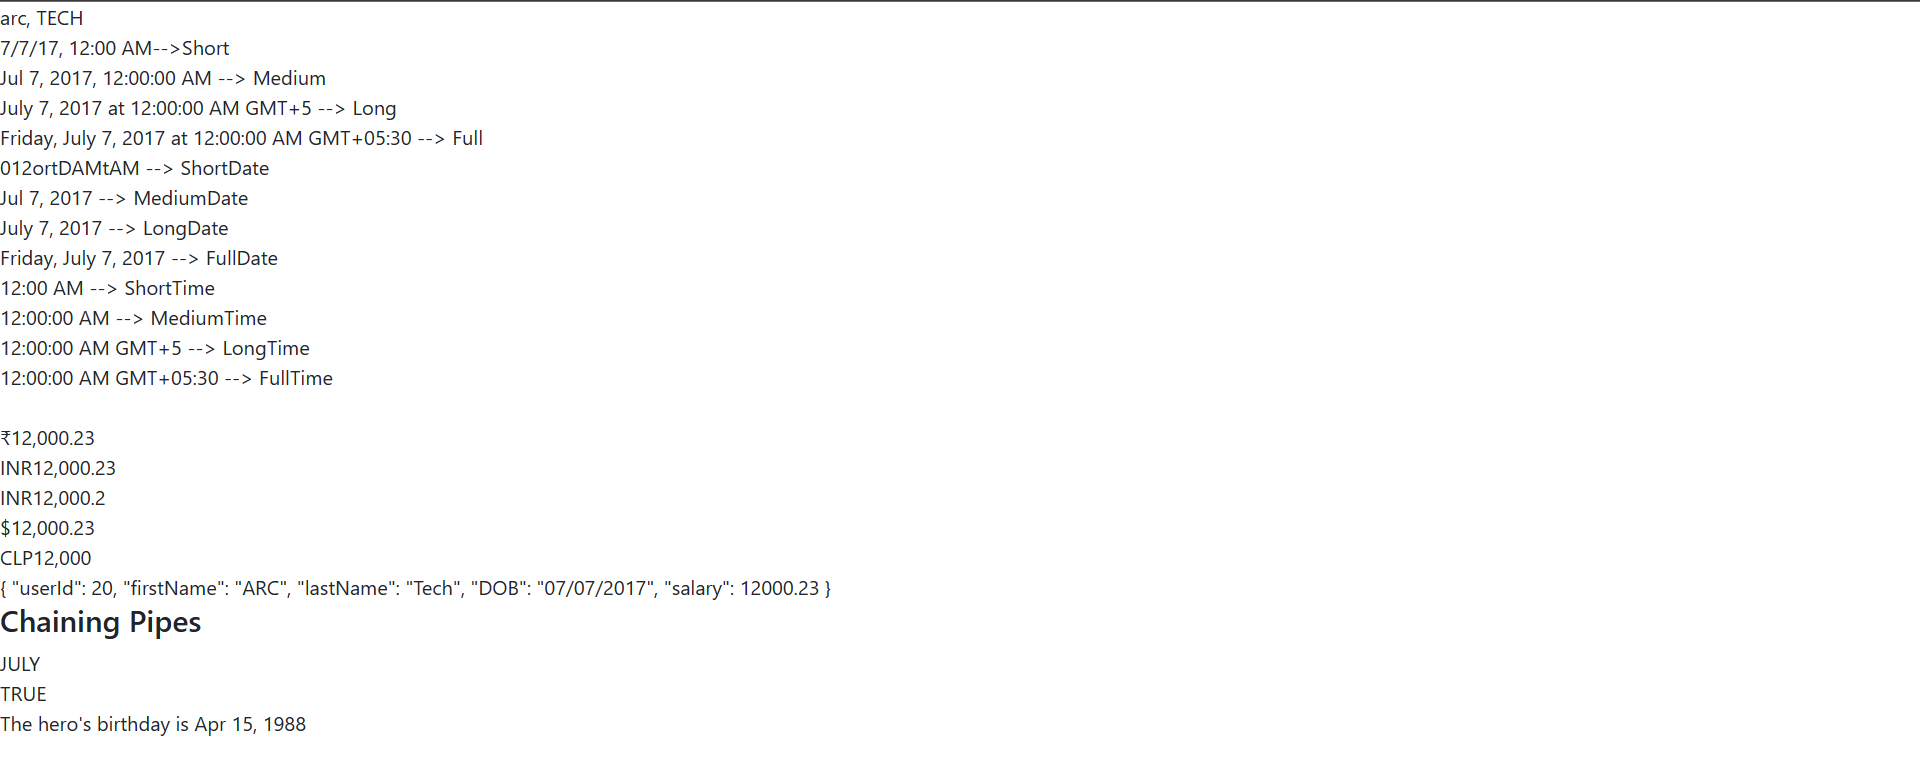 arc, TECH
7/7/17, 12:00 AM-->Short
Jul 7, 2017, 12:00:00 AM --> Medium
July 7, 2017 at 12:00:00 AM GMT+5 --> Long
Friday, July 7, 2017 at 12:00:00 AM GMT+05:30 --> Full
012ortDAMtAM --> ShortDate
Jul 7, 2017 --> MediumDate
July 7, 2017 --> LongDate
Friday, July 7, 2017 --> FullDate
12:00 AM --> ShortTime
12:00:00 AM --> MediumTime
12:00:00 AM GMT+5 --> LongTime
12:00:00 AM GMT+05:30 --> FullTime
₹12,000.23
INR12,000.23
INR12,000.2
$12,000.23
CLP12,000
{ "userId": 20, "firstName": "ARC", "lastName": "Tech", "DOB": "07/07/2017", "salary": 12000.23 }
Chaining Pipes
JULY
TRUE
The hero's birthday is Apr 15, 1988